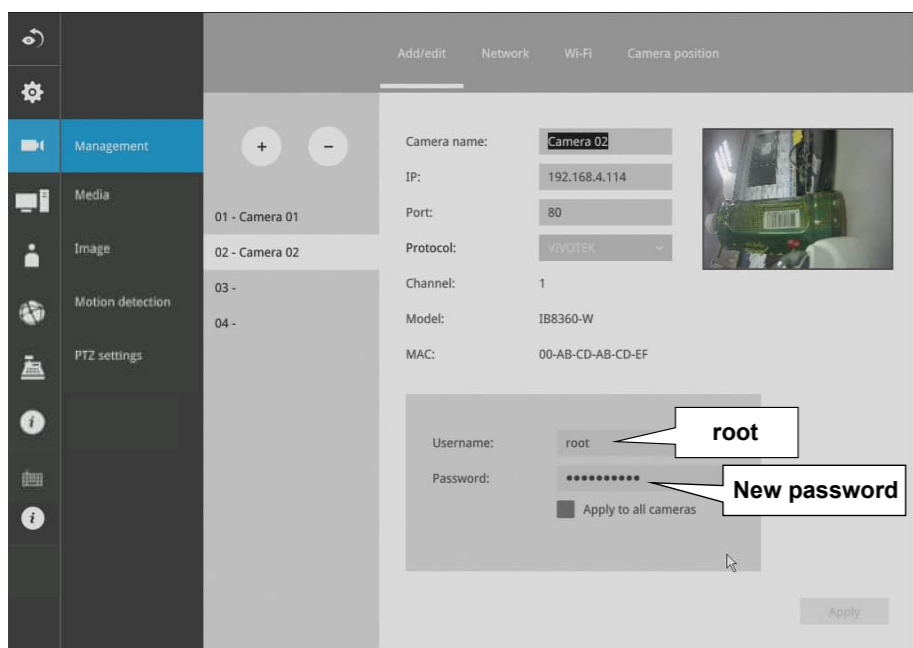 Add/edit Network Wi-Fi Camera position
Management
Media
Image
Motion detection
PTZ settings
+ −
01 - Camera 01
02 - Camera 02
03 -
04 -
Camera name: Camera 02
IP: 192.168.4.114
Port: 80
Protocol: VIVOTEK
Channel: 1
Model: IB8360-W
MAC: 00-AB-CD-AB-CD-EF
Username: root
root
Password: ••••••••••
New password
Apply to all cameras
Apply